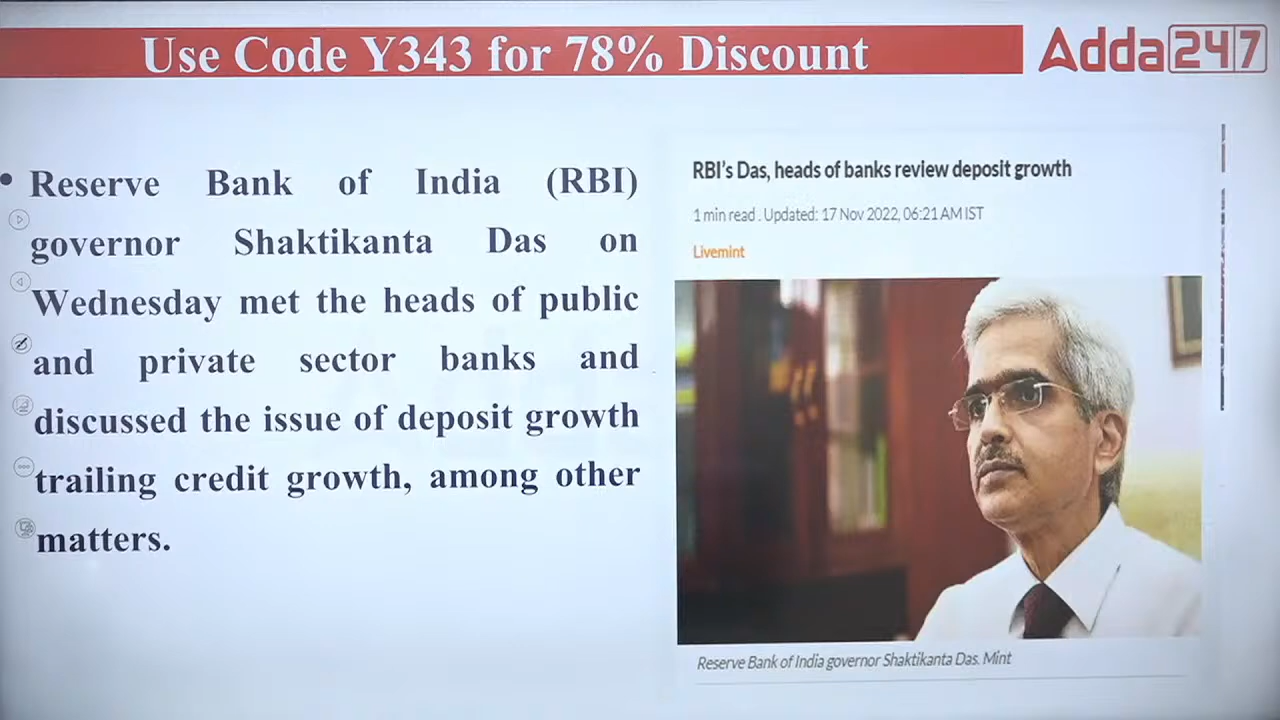 Use Code Y343 for 78% Discount
Adda247
• Reserve Bank of India (RBI)
governor Shaktikanta Das on
Wednesday met the heads of public
and private sector banks and
discussed the issue of deposit growth
trailing credit growth, among other
matters.
RBI's Das, heads of banks review deposit growth
1 min read . Updated: 17 Nov 2022, 06:21 AM IST
Livemint
Reserve Bank of India governor Shaktikanta Das. Mint